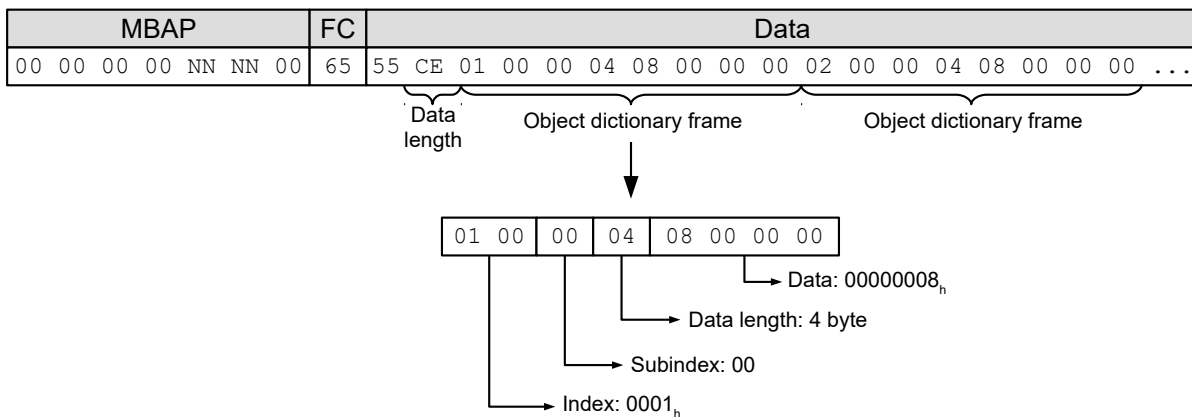 MBAP FC Data
00 00 00 00 NN NN 00 65 55 CE 01 00 00 04 08 00 00 00 02 00 00 04 08 00 00 00 ...
Data length
Object dictionary frame
Object dictionary frame
01 00 00 04 08 00 00 00
Data: 00000008h
Data length: 4 byte
Subindex: 00
Index: 0001h